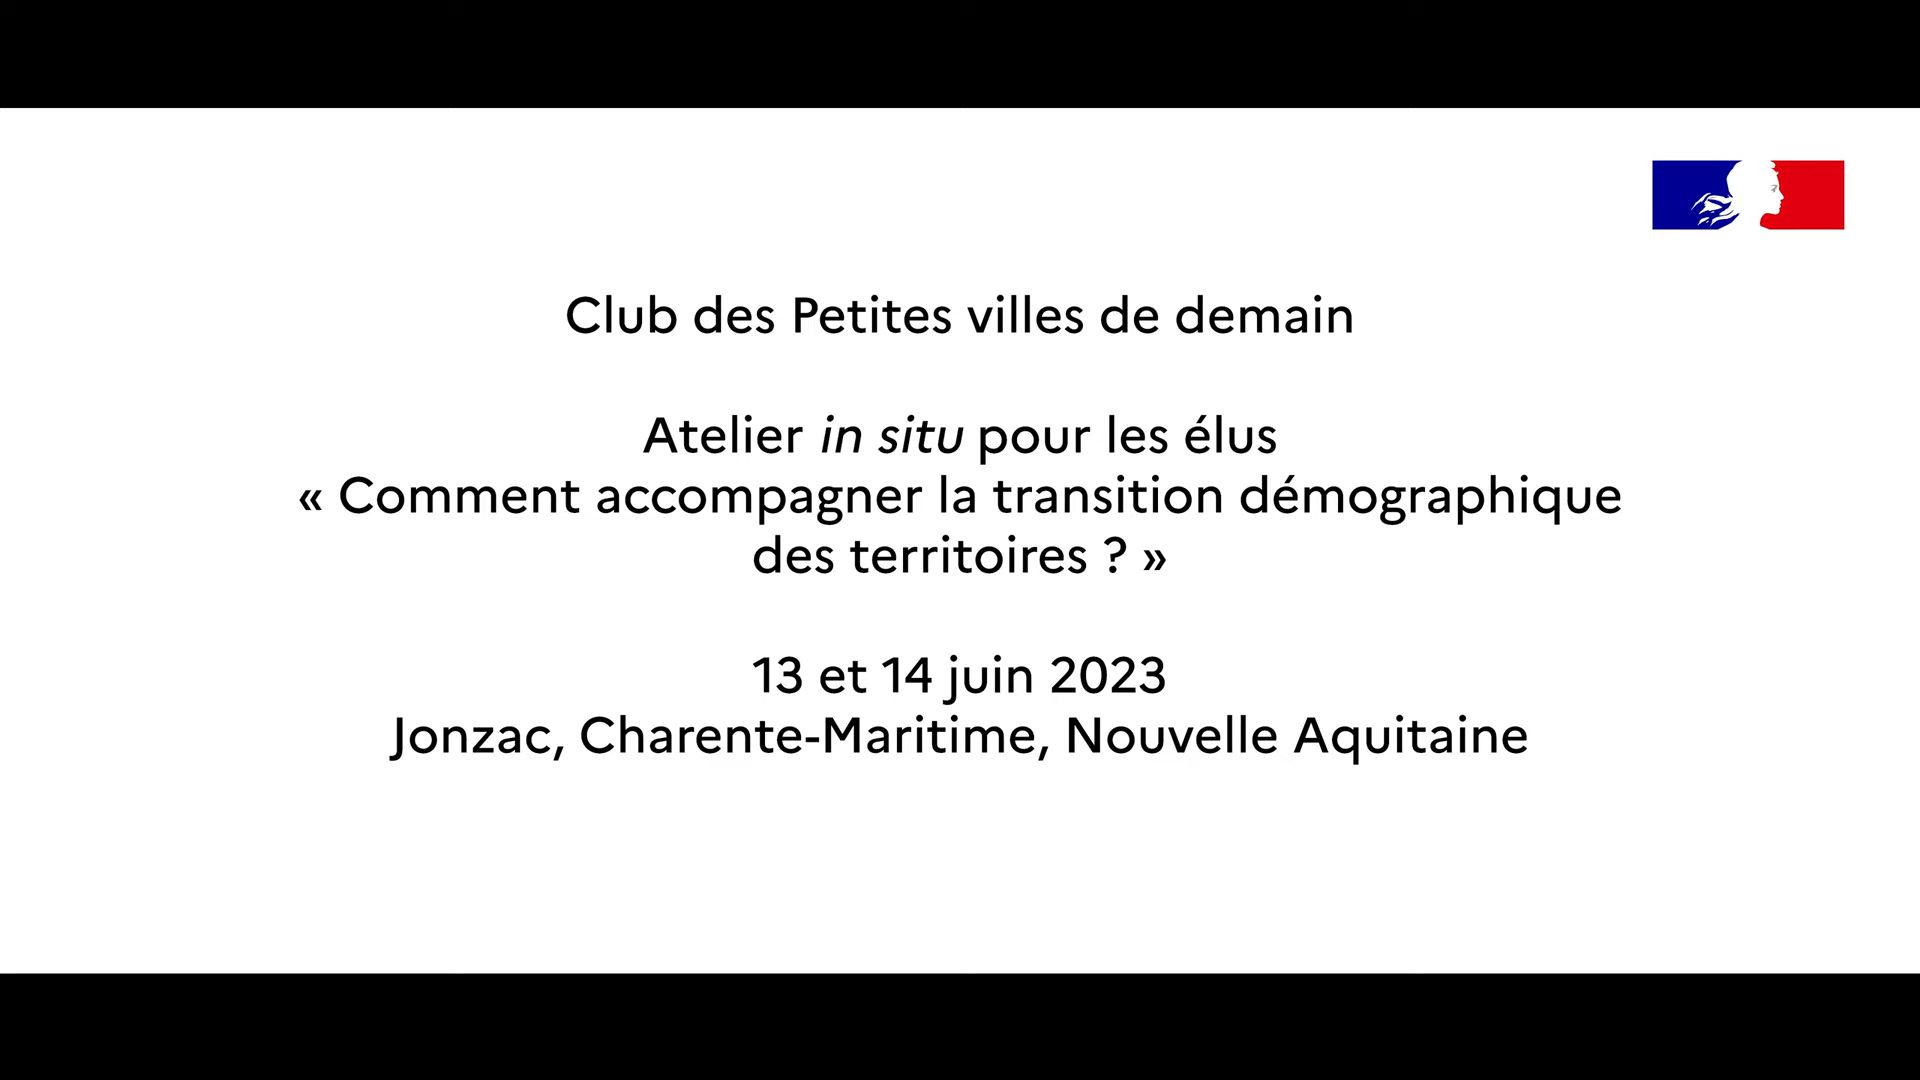 Club des Petites villes de demain
Atelier in situ pour les élus
« Comment accompagner la transition démographique
des territoires ? »
13 et 14 juin 2023
Jonzac, Charente-Maritime, Nouvelle Aquitaine